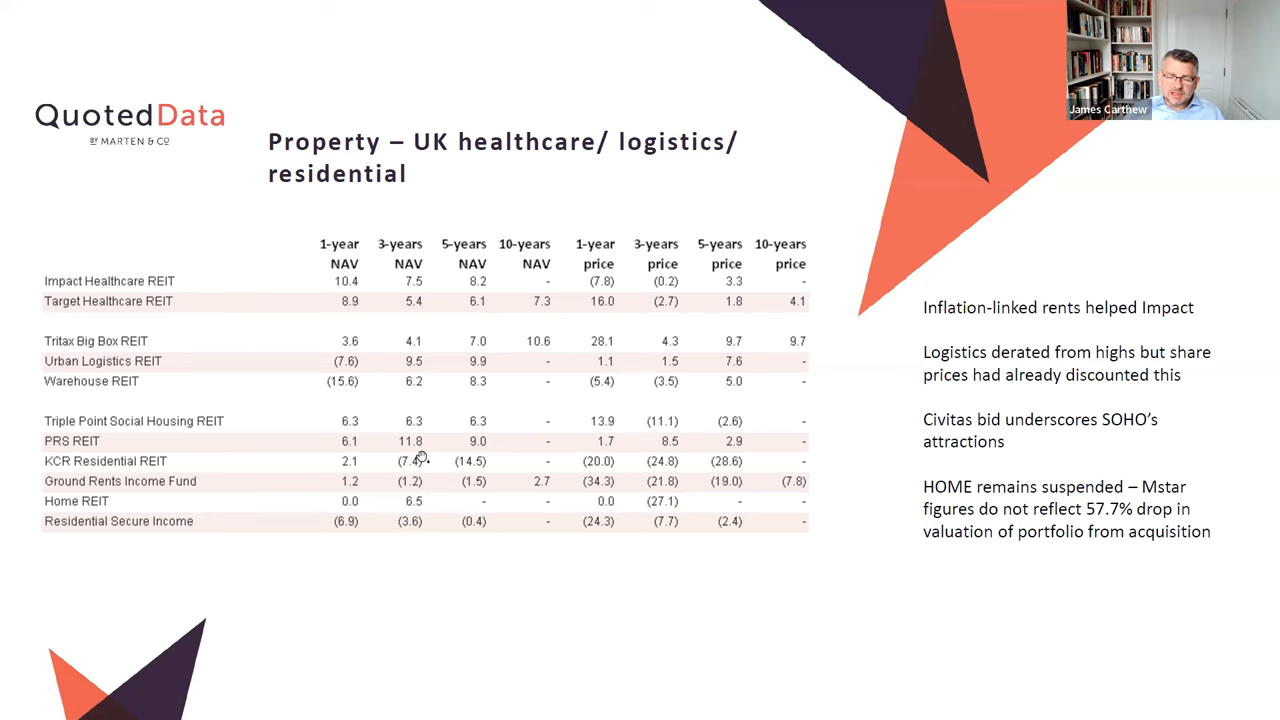 James Carthew
QuotedData
BY MARTEN & CO
Property – UK healthcare/ logistics/
residential
1-year 3-years 5-years 10-years 1-year 3-years 5-years 10-years
NAV NAV NAV NAV price price price price
Impact Healthcare REIT 10.4 7.5 8.2 - (7.8) (0.2) 3.3 -
Target Healthcare REIT 8.9 5.4 6.1 7.3 16.0 (2.7) 1.8 4.1
Tritax Big Box REIT 3.6 4.1 7.0 10.6 28.1 4.3 9.7 9.7
Urban Logistics REIT (7.6) 9.5 9.9 - 1.1 1.5 7.6 -
Warehouse REIT (15.6) 6.2 8.3 - (5.4) (3.5) 5.0 -
Triple Point Social Housing REIT 6.3 6.3 6.3 - 13.9 (11.1) (2.6) -
PRS REIT 6.1 11.8 9.0 - 1.7 8.5 2.9 -
KCR Residential REIT 2.1 (7.4) (14.5) - (20.0) (24.8) (28.6) -
Ground Rents Income Fund 1.2 (1.2) (1.5) 2.7 (34.3) (21.8) (19.0) (7.8)
Home REIT 0.0 6.5 - - 0.0 (27.1) - -
Residential Secure Income (6.9) (3.6) (0.4) - (24.3) (7.7) (2.4) -
Inflation-linked rents helped Impact
Logistics derated from highs but share
prices had already discounted this
Civitas bid underscores SOHO's
attractions
HOME remains suspended – Mstar
figures do not reflect 57.7% drop in
valuation of portfolio from acquisition